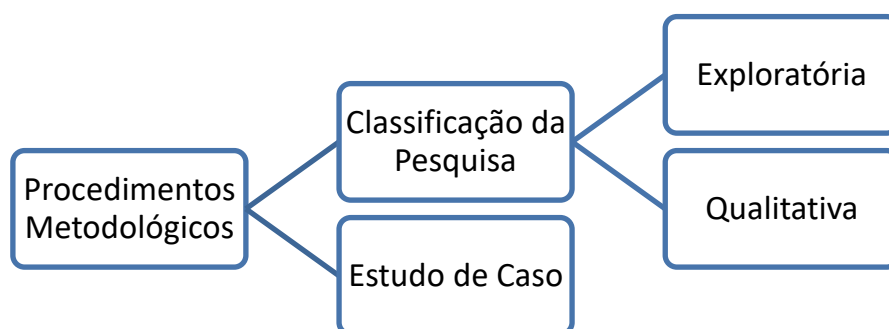 Procedimentos
Metodológicos
Classificação da
Pesquisa
Estudo de Caso
Exploratória
Qualitativa